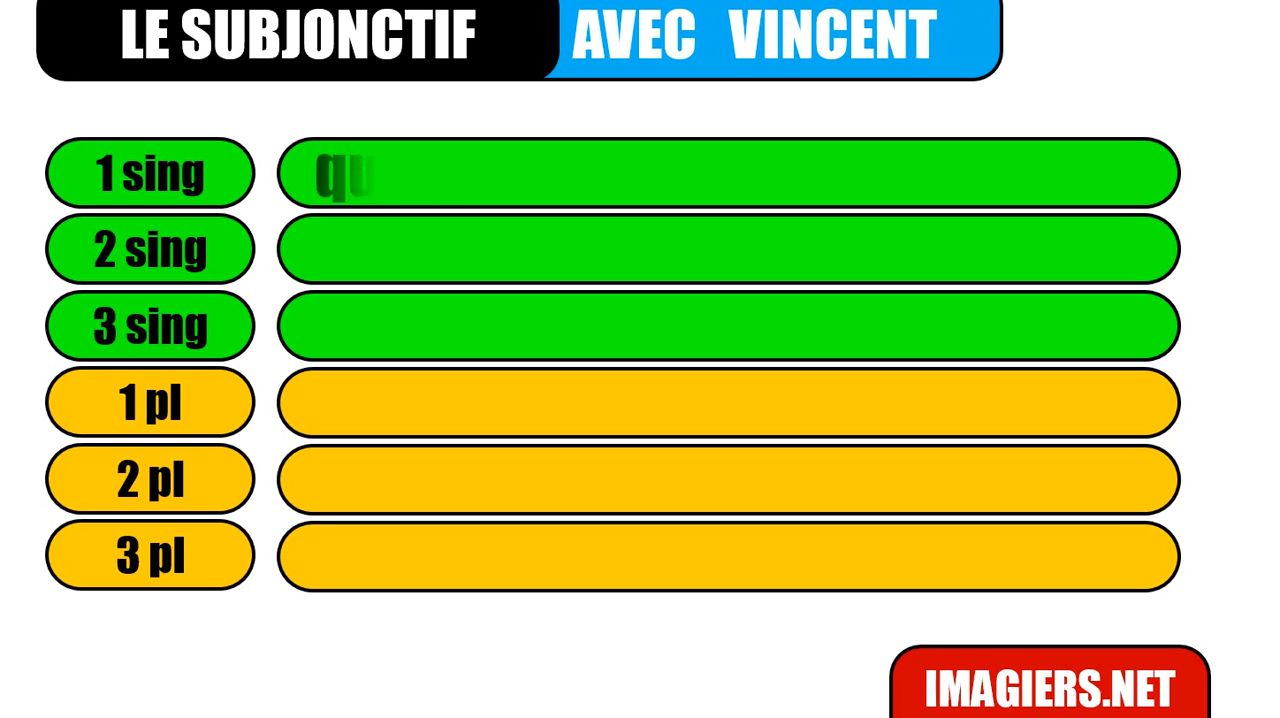 LE SUBJONCTIF AVEC VINCENT
1 sing qu
2 sing
3 sing
1 pl
2 pl
3 pl
IMAGIERS.NET